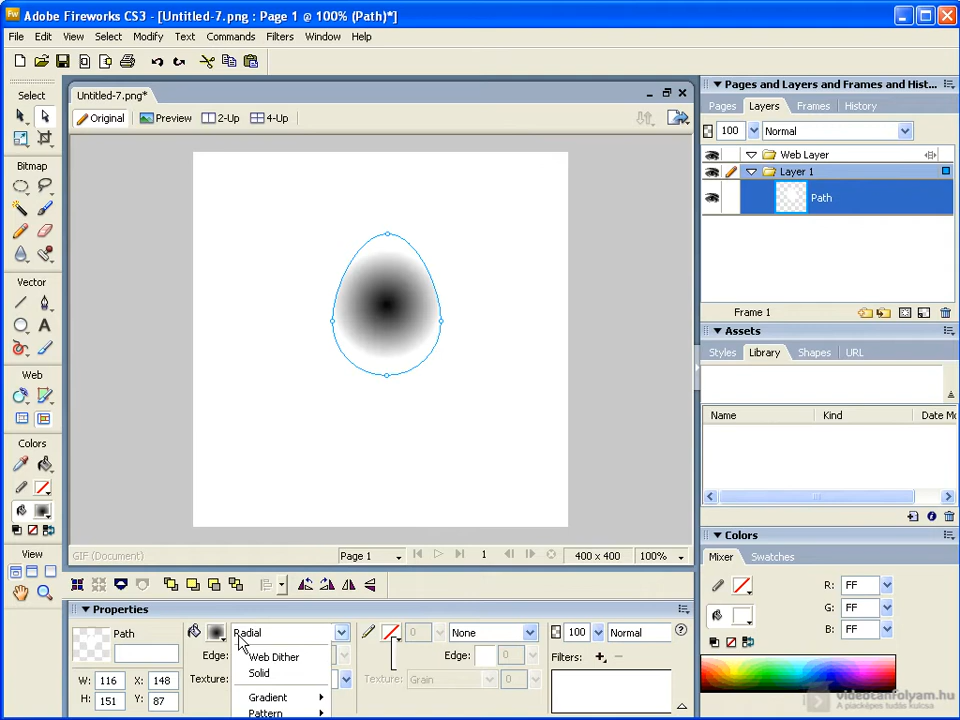 Adobe Fireworks CS3 - [Untitled-7.png : Page 1 @ 100% (Path)*]
File Edit View Select Modify Text Commands Filters Window Help
Select
Bitmap
Vector
Web
Colors
View
Untitled-7.png*
Original Preview 2-Up 4-Up
GIF (Document) Page 1 1 400 x 400 100%
Pages and Layers and Frames and Hist...
Pages Layers Frames History
100 Normal
Web Layer
Layer 1
Path
Frame 1
Assets
Styles Library Shapes URL
Name Kind Date Mo
Colors
Mixer Swatches
R: FF
G: FF
B: FF
Properties
Path Radial 0 None 100 Normal
Edge: Web Dither Edge: 0 Filters:
Solid
W: 116 X: 148 Texture: Texture: Grain 0
H: 151 Y: 87 Gradient
Pattern
videotanfolyam.hu
A piacképes tudás kulcsa